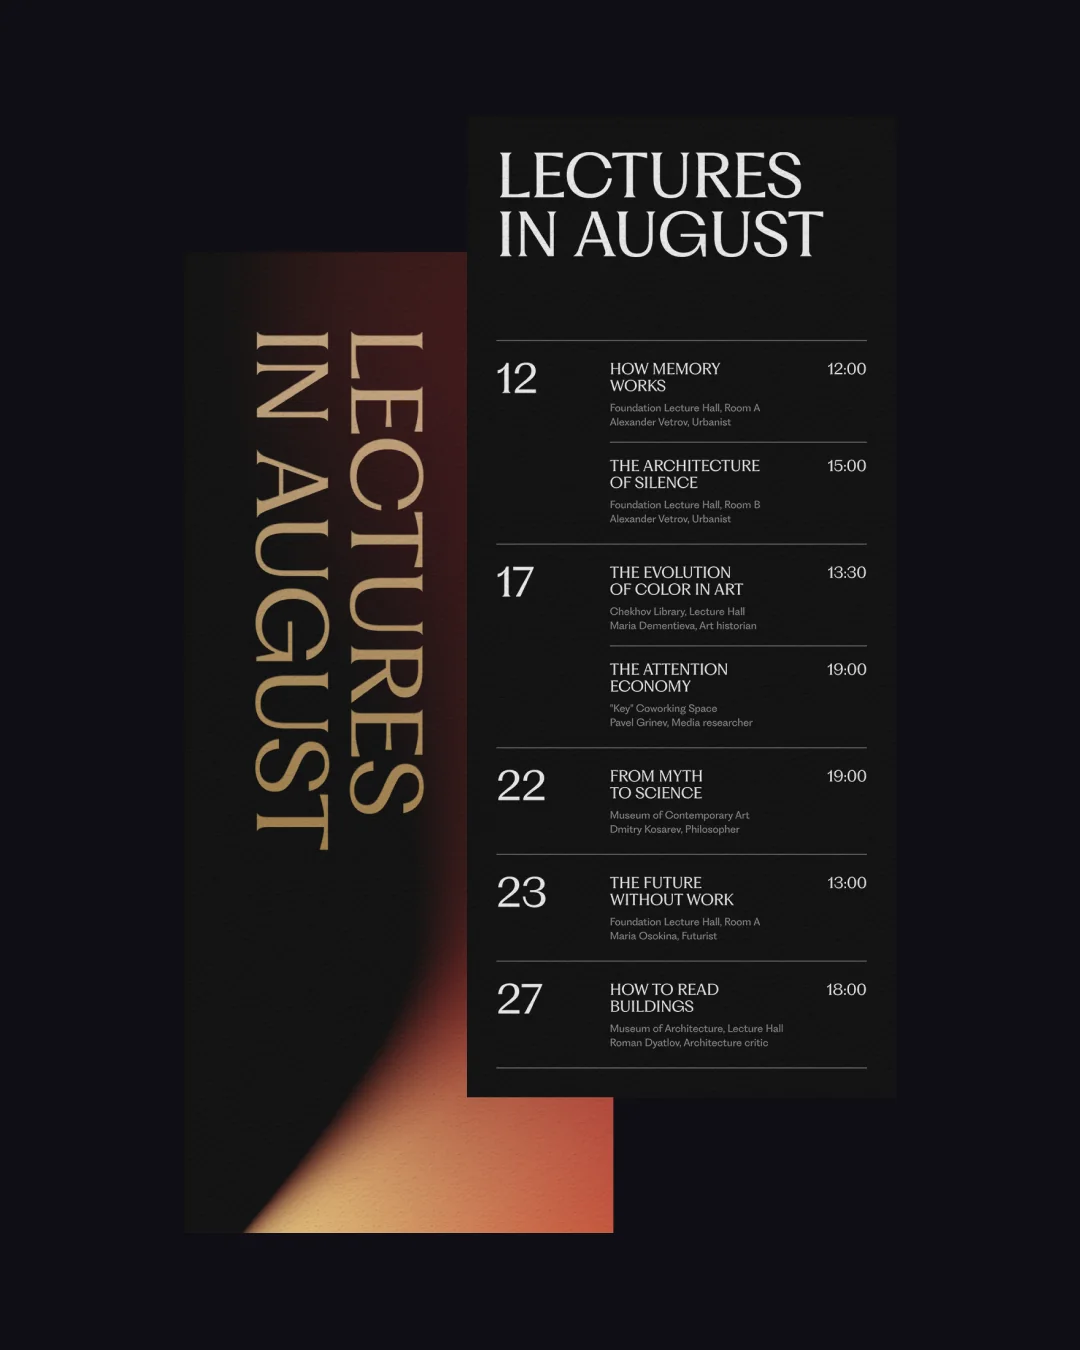 LECTURES
IN AUGUST
LECTURES
IN AUGUST
12
HOW MEMORY
WORKS
12:00
Foundation Lecture Hall, Room A
Alexander Vetrov, Urbanist
THE ARCHITECTURE
OF SILENCE
15:00
Foundation Lecture Hall, Room B
Alexander Vetrov, Urbanist
17
THE EVOLUTION
OF COLOR IN ART
13:30
Chekhov Library, Lecture Hall
Maria Dementieva, Art historian
THE ATTENTION
ECONOMY
19:00
"Key" Coworking Space
Pavel Grinev, Media researcher
22
FROM MYTH
TO SCIENCE
19:00
Museum of Contemporary Art
Dmitry Kosarev, Philosopher
23
THE FUTURE
WITHOUT WORK
13:00
Foundation Lecture Hall, Room A
Maria Osokina, Futurist
27
HOW TO READ
BUILDINGS
18:00
Museum of Architecture, Lecture Hall
Roman Dyatlov, Architecture critic